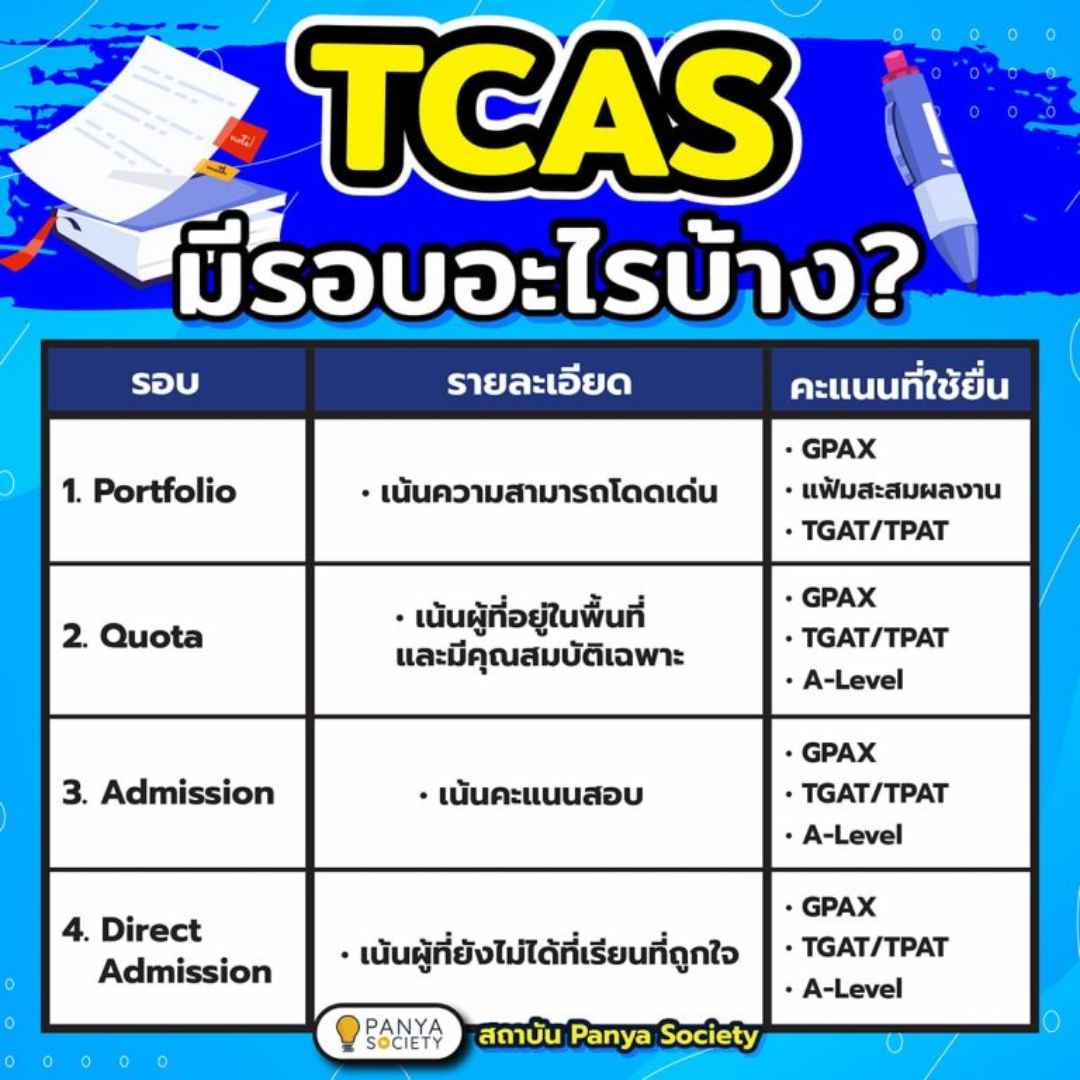 TCAS
มีรอบอะไรบ้าง?
note!
รอบ
รายละเอียด
คะแนนที่ใช้ยื่น
1. Portfolio
• เน้นความสามารถโดดเด่น
• GPAX
• แฟ้มสะสมผลงาน
• TGAT/TPAT
2. Quota
• เน้นผู้ที่อยู่ในพื้นที่
และมีคุณสมบัติเฉพาะ
• GPAX
• TGAT/TPAT
• A-Level
3. Admission
• เน้นคะแนนสอบ
• GPAX
• TGAT/TPAT
• A-Level
4. Direct
Admission
• เน้นผู้ที่ยังไม่ได้ที่เรียนที่ถูกใจ
• GPAX
• TGAT/TPAT
• A-Level
PANYA
SOCIETY
สถาบัน Panya Society